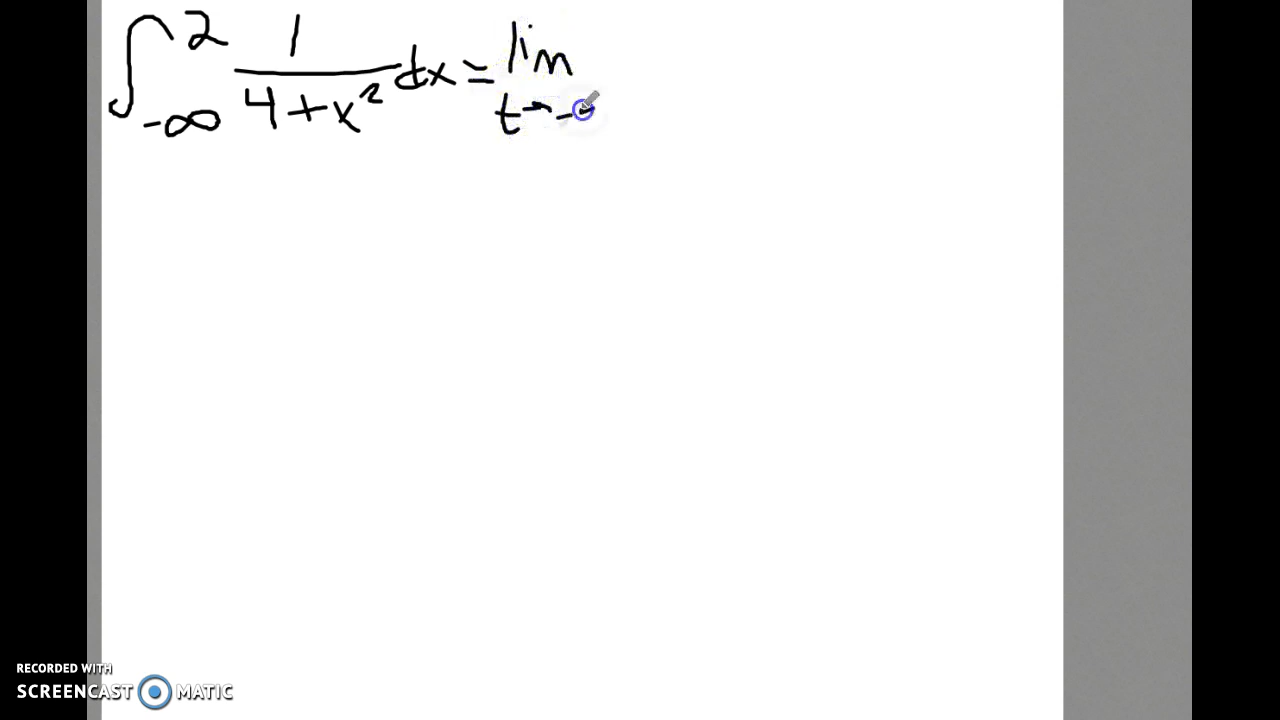 ∫_{-∞}^{2} 1/(4+x²) dx = lim_{t→-
RECORDED WITH
SCREENCAST MATIC